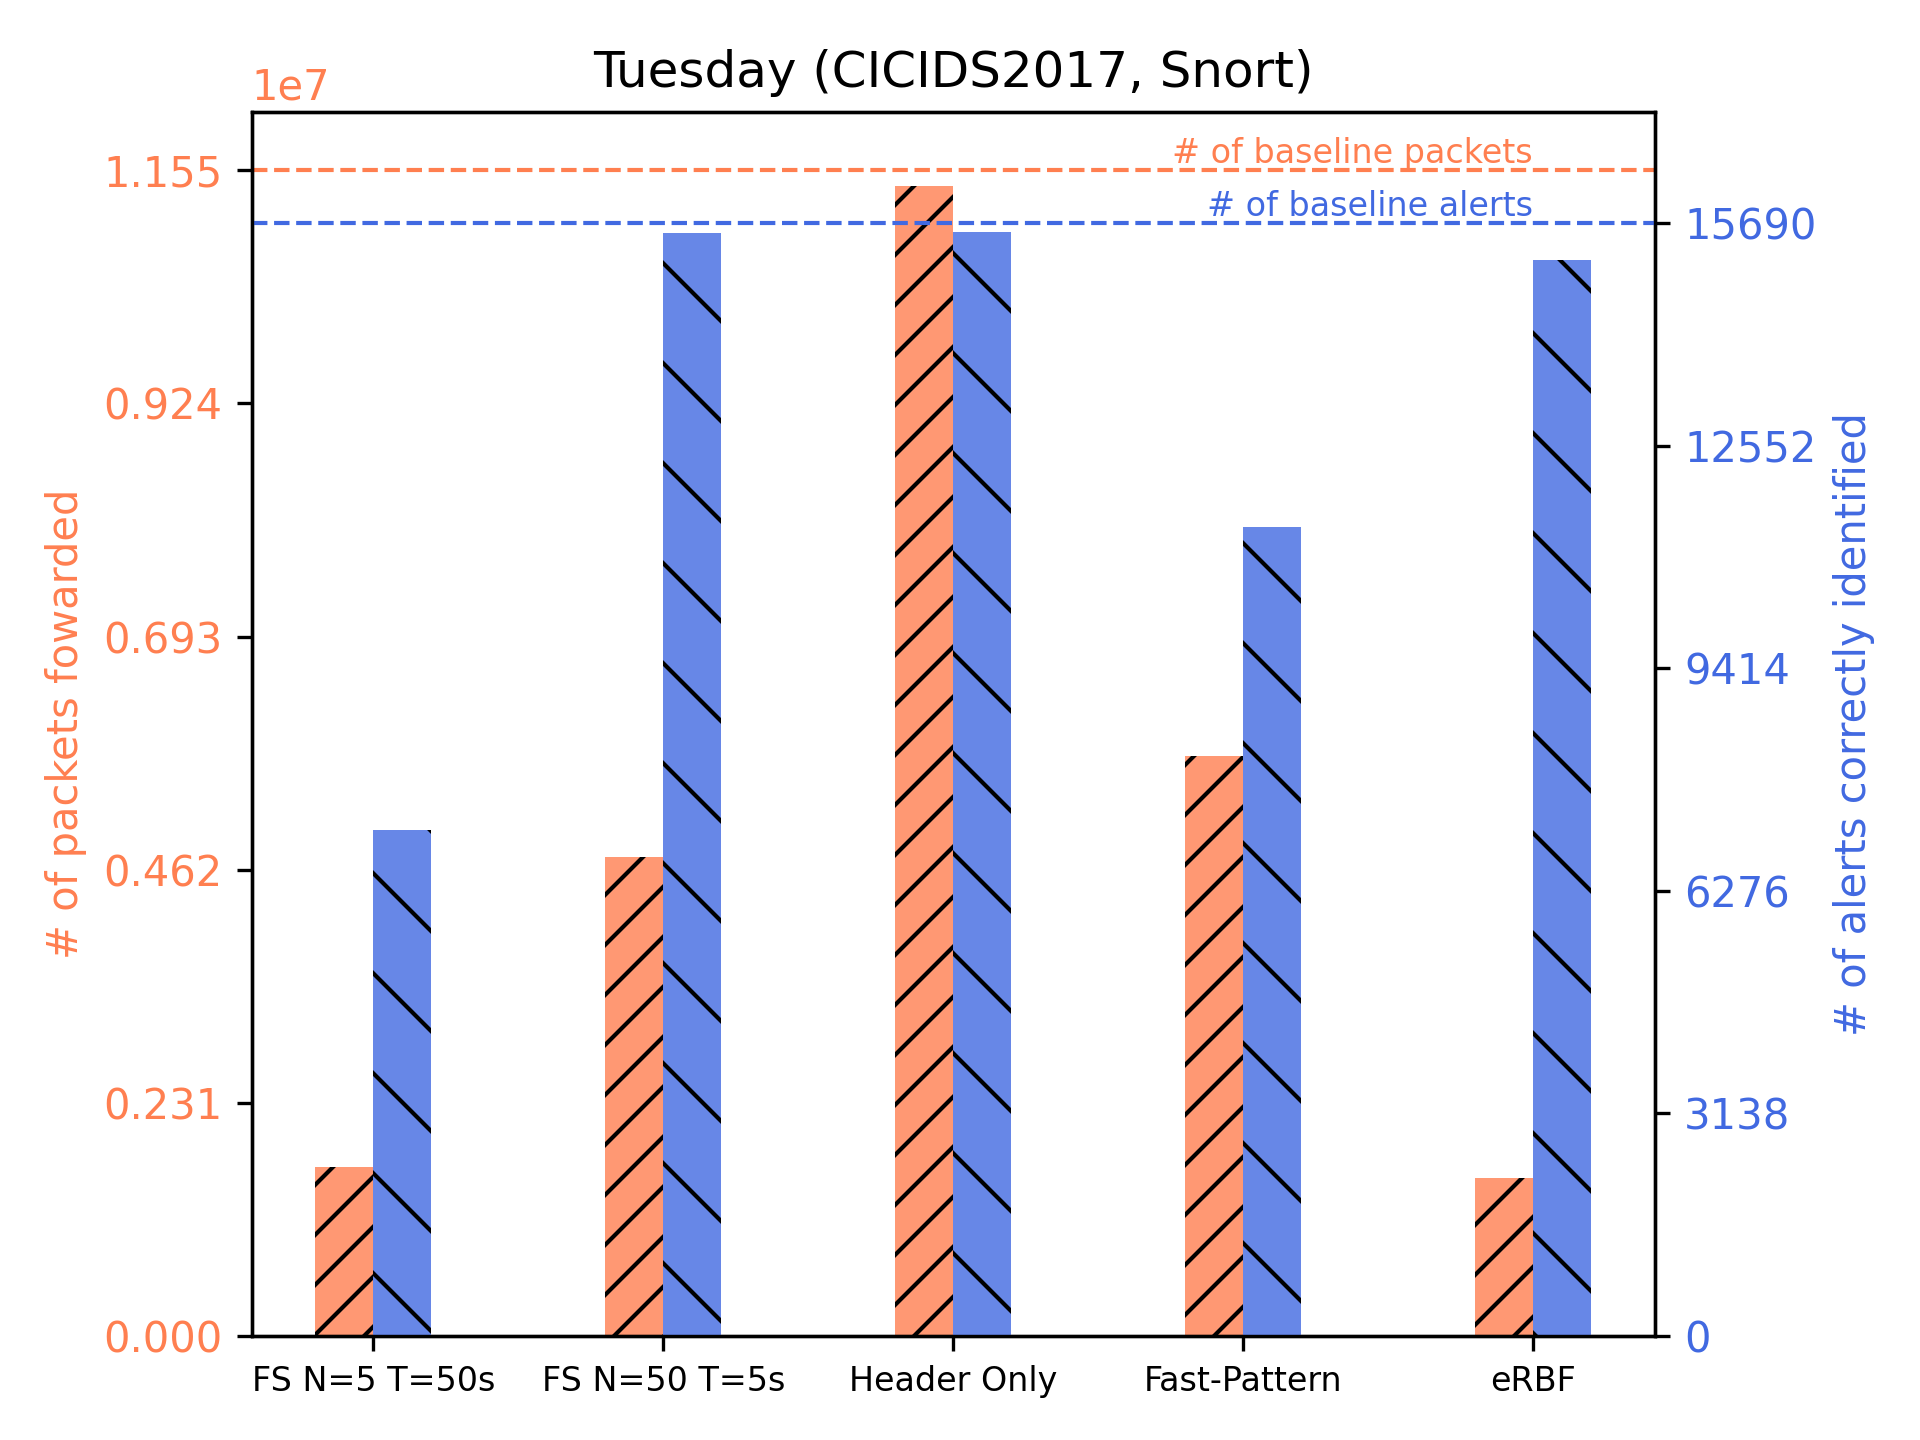 Tuesday (CICIDS2017, Snort)
1e7
# of baseline packets
# of baseline alerts
1.155
0.924
0.693
0.462
0.231
0.000
# of packets fowarded
15690
12552
9414
6276
3138
0
# of alerts correctly identified
FS N=5 T=50s
FS N=50 T=5s
Header Only
Fast-Pattern
eRBF